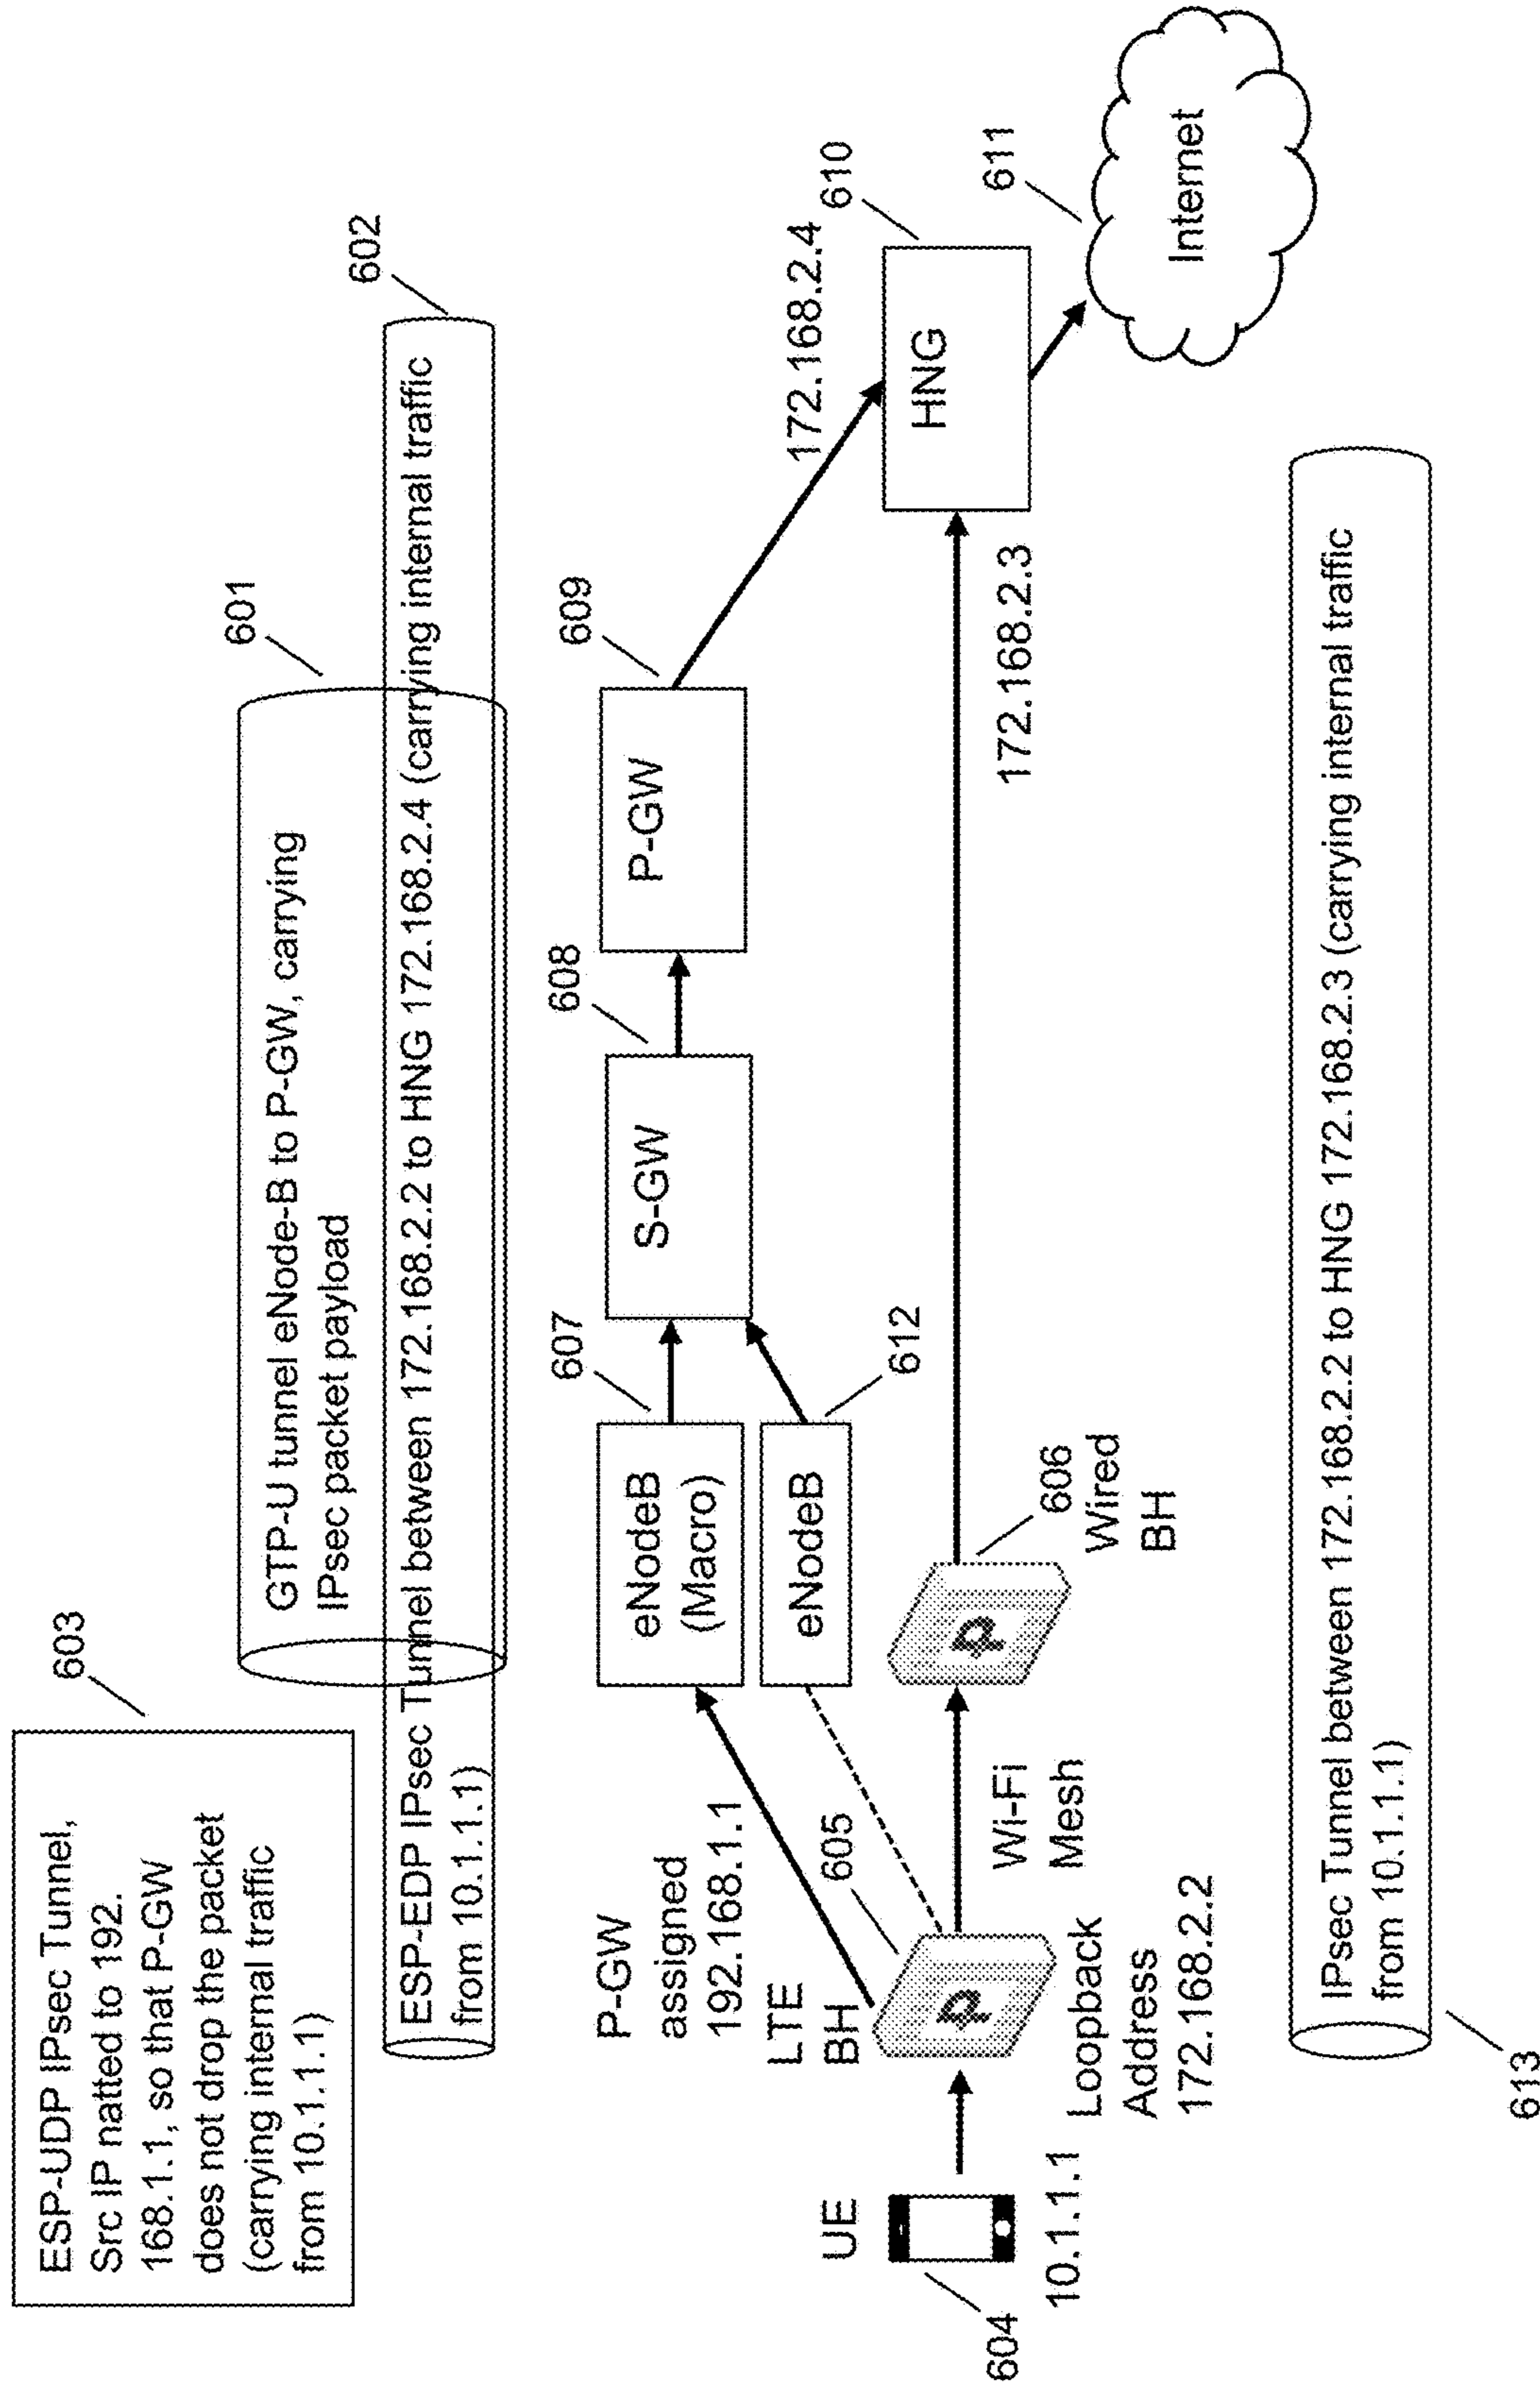 603
ESP-UDP IPsec Tunnel,
Src IP natted to 192.
168.1.1, so that P-GW
does not drop the packet
(carrying internal traffic
from 10.1.1.1)
601
GTP-U tunnel eNode-B to P-GW, carrying
IPsec packet payload
602
ESP-EDP IPsec Tunnel between 172.168.2.2 to HNG 172.168.2.4 (carrying internal traffic
from 10.1.1.1)
P-GW
assigned
192.168.1.1
LTE
BH
605
607
eNodeB
(Macro)
eNodeB
612
608
S-GW
609
P-GW
172.168.2.4
610
HNG
611
Internet
UE
604
10.1.1.1
Loopback
Address
172.168.2.2
Wi-Fi
Mesh
606
Wired
BH
172.168.2.3
IPsec Tunnel between 172.168.2.2 to HNG 172.168.2.3 (carrying internal traffic
from 10.1.1.1)
613